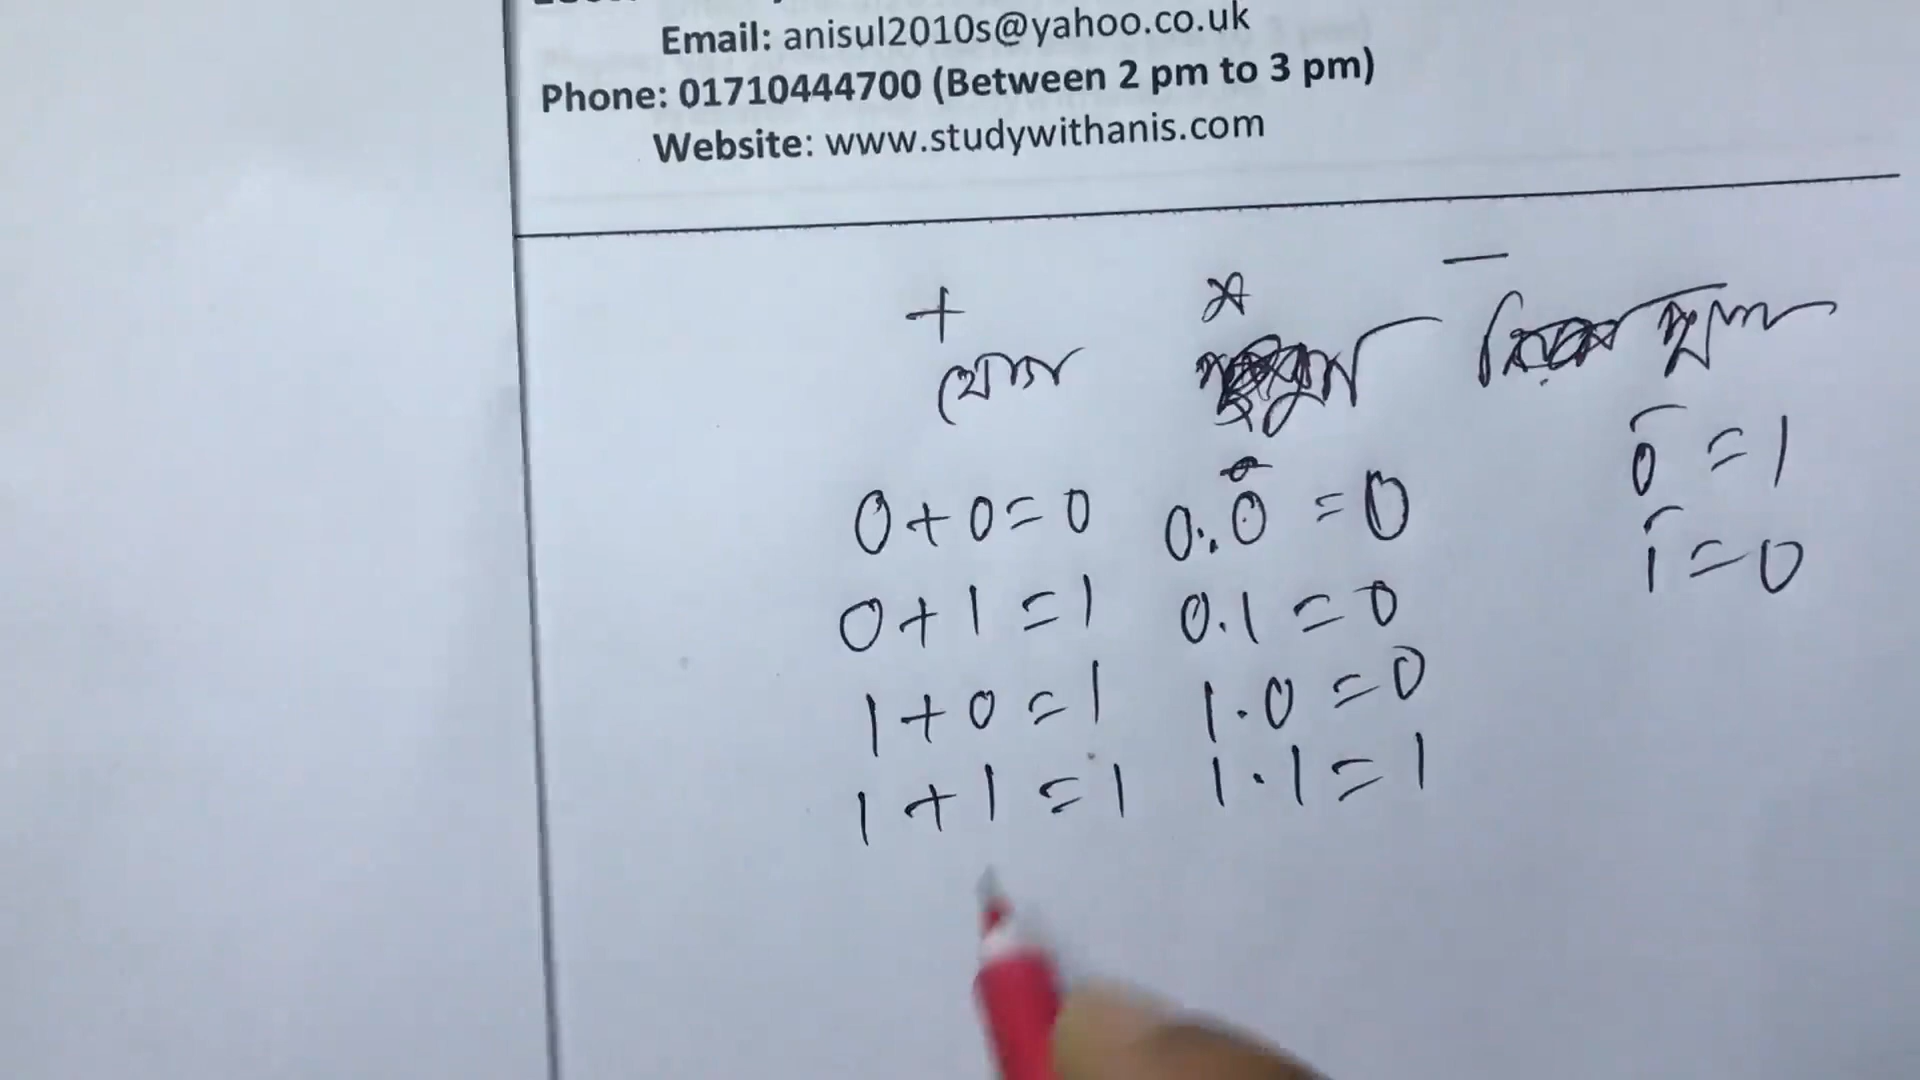 Email: anisul2010s@yahoo.co.uk
Phone: 01710444700 (Between 2 pm to 3 pm)
Website: www.studywithanis.com
+ × —
যোগ গুণ পূরক
0+0=0 0.0=0 0̅=1
0+1=1 0.1=0 1̅=0
1+0=1 1.0=0
1+1=1 1.1=1